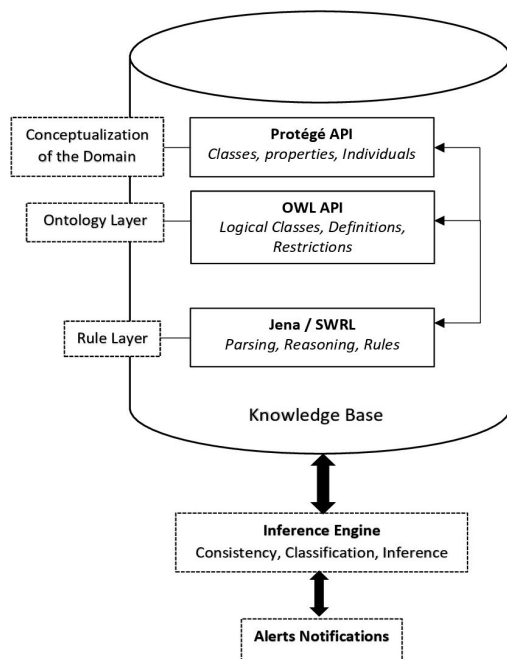 Conceptualization
of the Domain
Protégé API
Classes, properties, Individuals
Ontology Layer
OWL API
Logical Classes, Definitions,
Restrictions
Rule Layer
Jena / SWRL
Parsing, Reasoning, Rules
Knowledge Base
Inference Engine
Consistency, Classification, Inference
Alerts Notifications